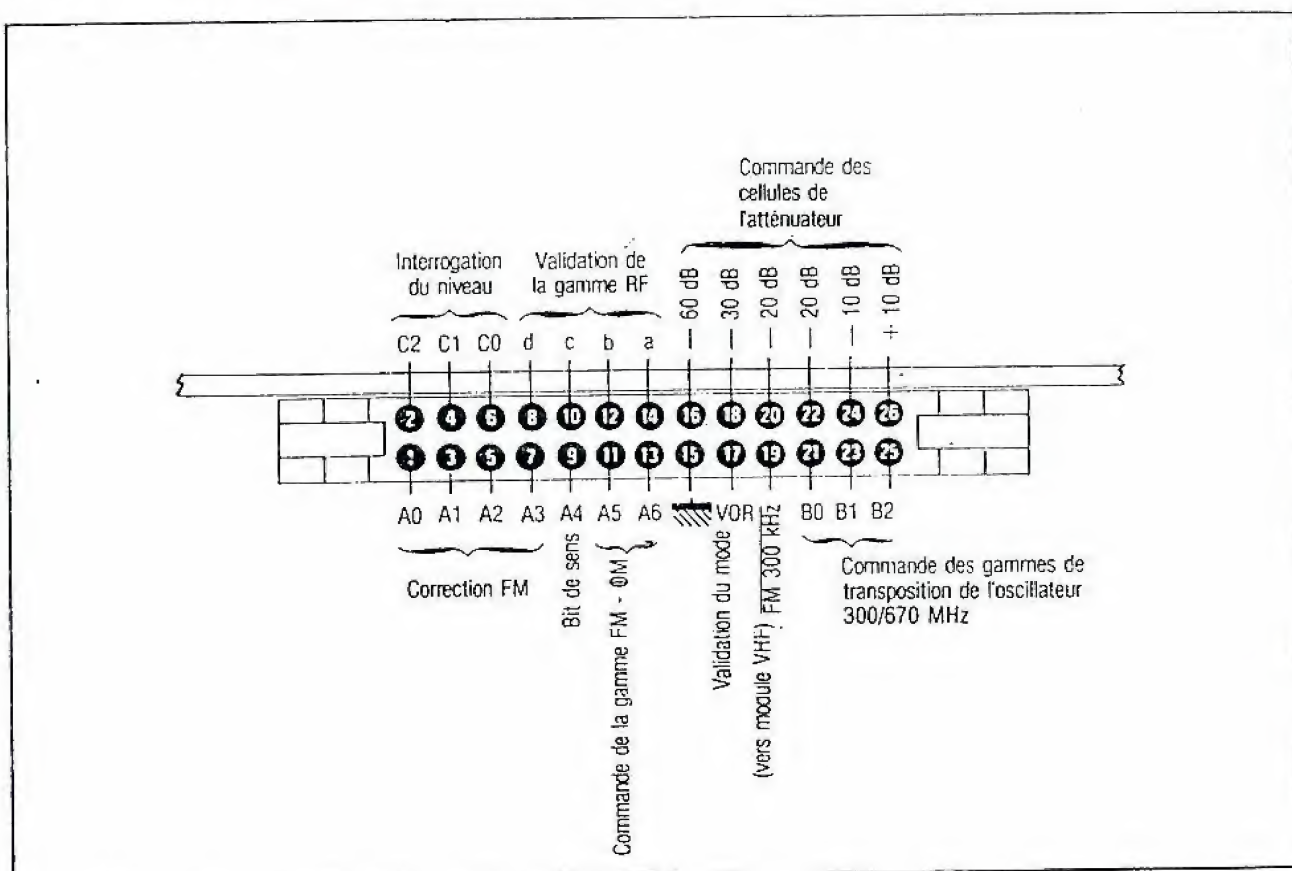 Commande des
cellules de
l'atténuateur
Interrogation
du niveau
Validation de
la gamme RF
C2 C1 C0 d c b a
— 60 dB
— 30 dB
— 20 dB
— 20 dB
— 10 dB
+ 10 dB
2 4 6 8 10 12 14 16 18 20 22 24 26
1 3 5 7 9 11 13 15 17 19 21 23 25
A0 A1 A2 A3 A4 A5 A6 VOR B0 B1 B2
Correction FM
Bit de sens
Commande de la gamme FM - ΦM
Validation du mode
(vers module VHF) FM 300 kHz
Commande des gammes de
transposition de l'oscillateur
300/670 MHz